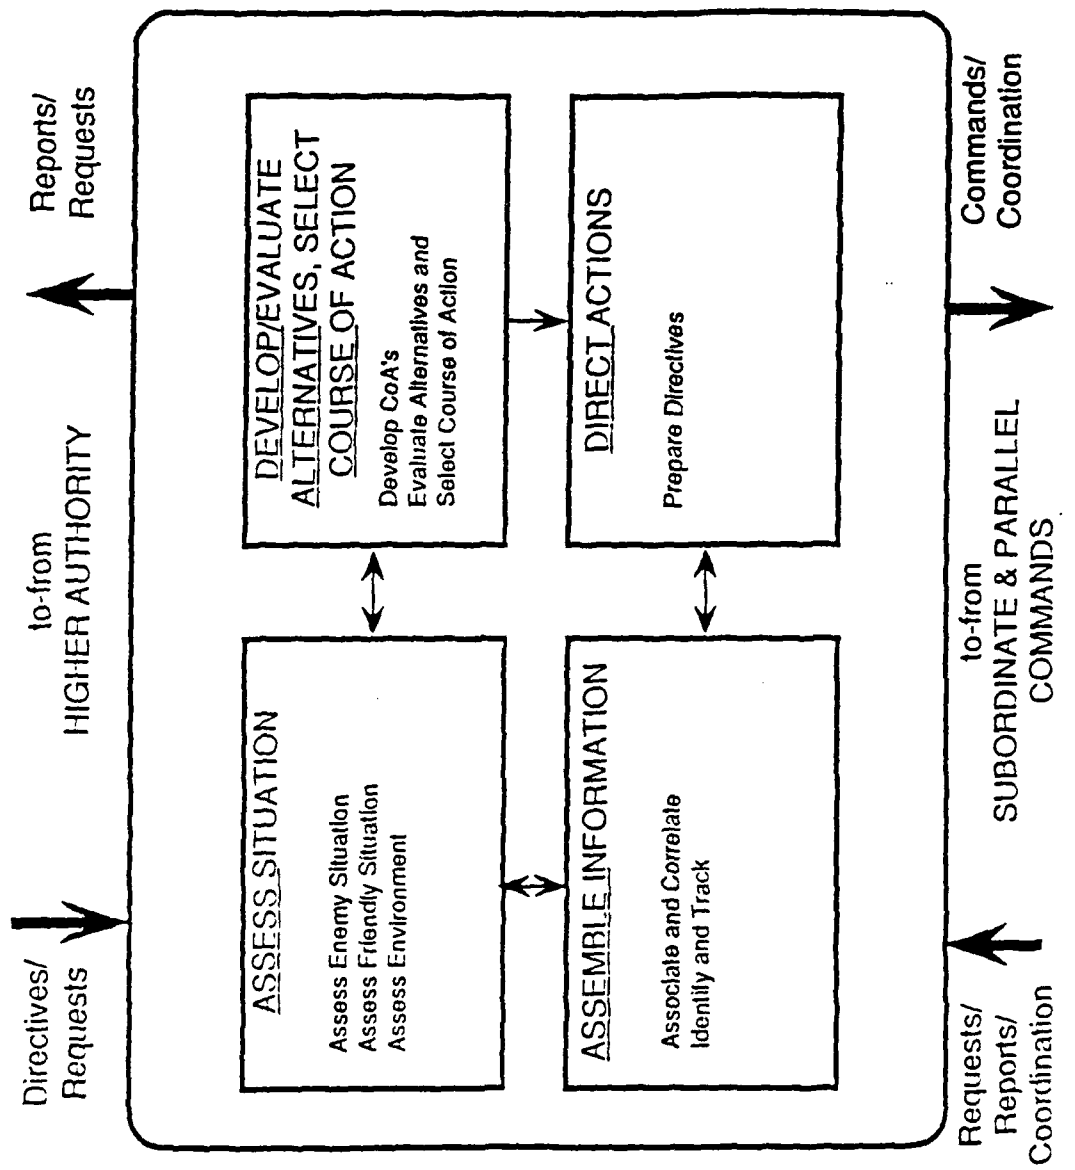 to-from
HIGHER AUTHORITY
Directives/
Requests
Reports/
Requests
ASSESS SITUATION
Assess Enemy Situation
Assess Friendly Situation
Assess Environment
DEVELOP/EVALUATE
ALTERNATIVES, SELECT
COURSE OF ACTION
Develop CoA's
Evaluate Alternatives and
Select Course of Action
ASSEMBLE INFORMATION
Associate and Correlate
Identify and Track
DIRECT ACTIONS
Prepare Directives
Requests/
Reports/
Coordination
to-from
SUBORDINATE & PARALLEL
COMMANDS
Commands/
Coordination